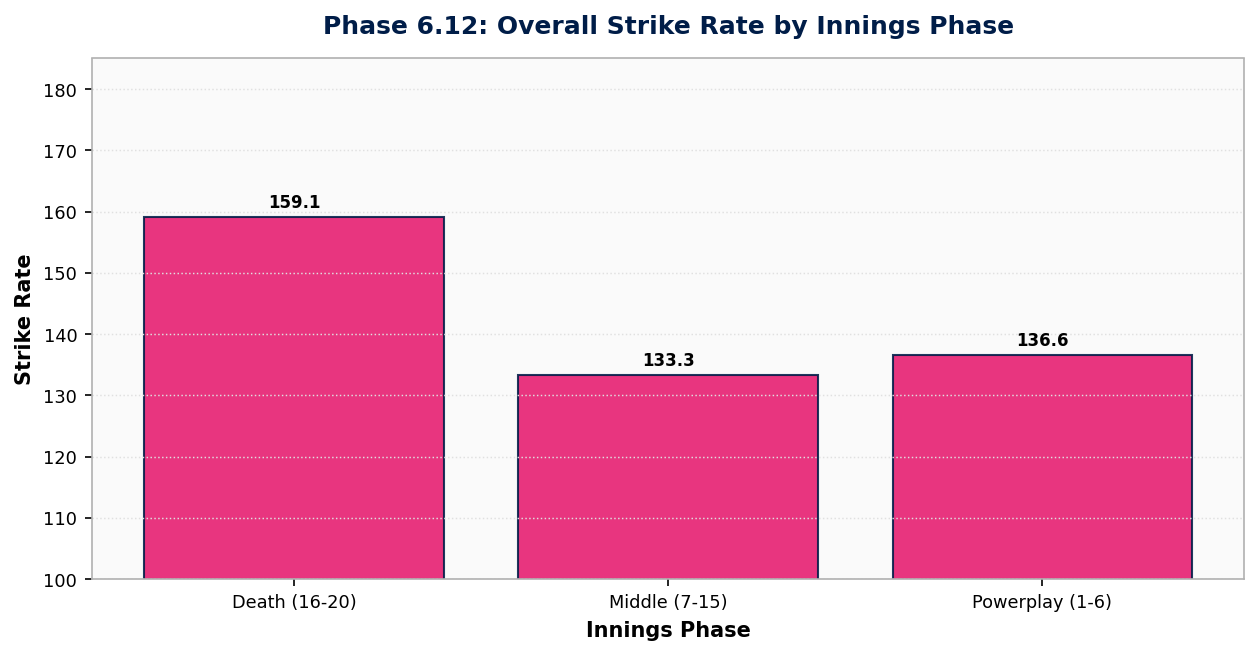 Phase 6.12: Overall Strike Rate by Innings Phase
Strike Rate
180
170
160
150
140
130
120
110
100
159.1
133.3
136.6
Death (16-20)
Middle (7-15)
Powerplay (1-6)
Innings Phase